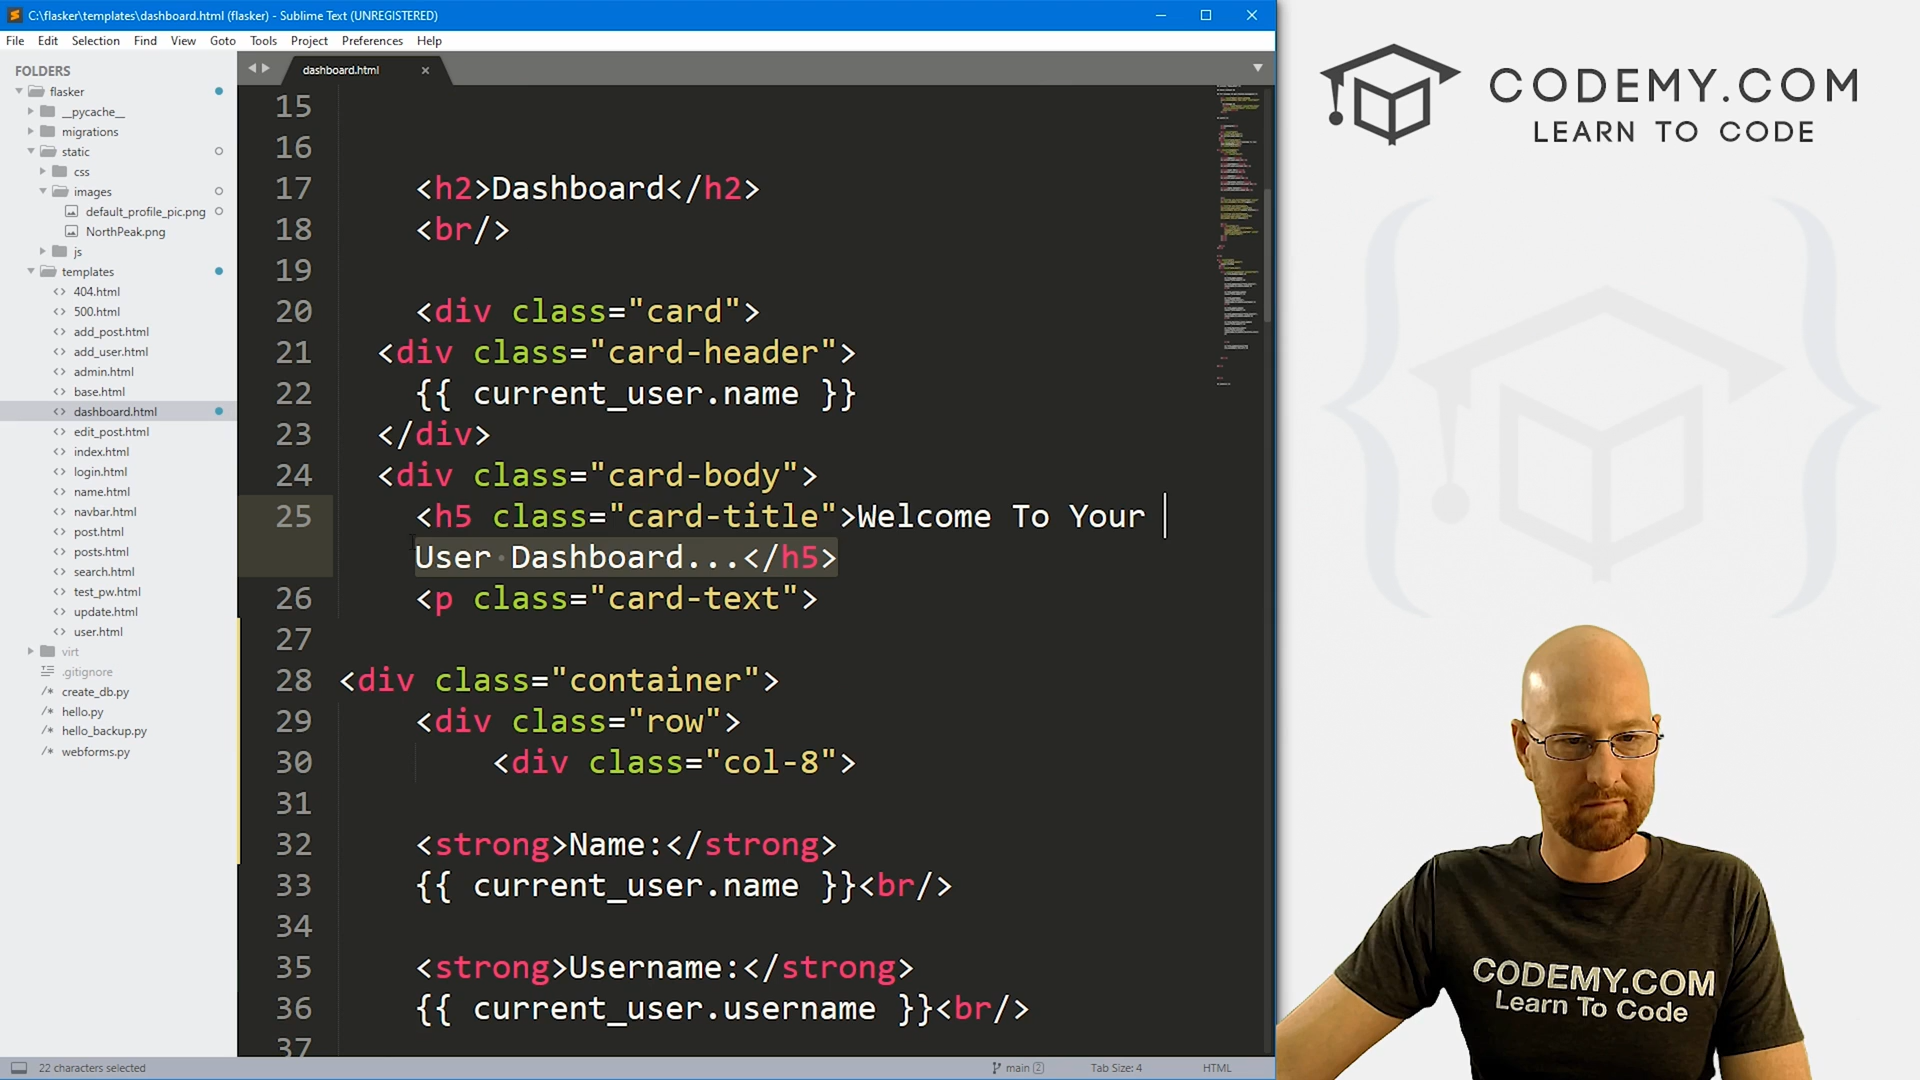 C:\flasker\templates\dashboard.html (flasker) - Sublime Text (UNREGISTERED)
File Edit Selection Find View Goto Tools Project Preferences Help
FOLDERS
flasker
__pycache__
migrations
static
css
images
default_profile_pic.png
NorthPeak.png
js
templates
404.html
500.html
add_post.html
add_user.html
admin.html
base.html
dashboard.html
edit_post.html
index.html
login.html
name.html
navbar.html
post.html
posts.html
search.html
test_pw.html
update.html
user.html
virt
.gitignore
create_db.py
hello.py
hello_backup.py
webforms.py
dashboard.html
15
16
17 <h2>Dashboard</h2>
18 <br/>
19
20 <div class="card">
21 <div class="card-header">
22 {{ current_user.name }}
23 </div>
24 <div class="card-body">
25 <h5 class="card-title">Welcome To Your
User Dashboard...</h5>
26 <p class="card-text">
27
28 <div class="container">
29 <div class="row">
30 <div class="col-8">
31
32 <strong>Name:</strong>
33 {{ current_user.name }}<br/>
34
35 <strong>Username:</strong>
36 {{ current_user.username }}<br/>
37
22 characters selected
main 2
Tab Size: 4
HTML
CODEMY.COM
LEARN TO CODE
CODEMY.COM
Learn To Code